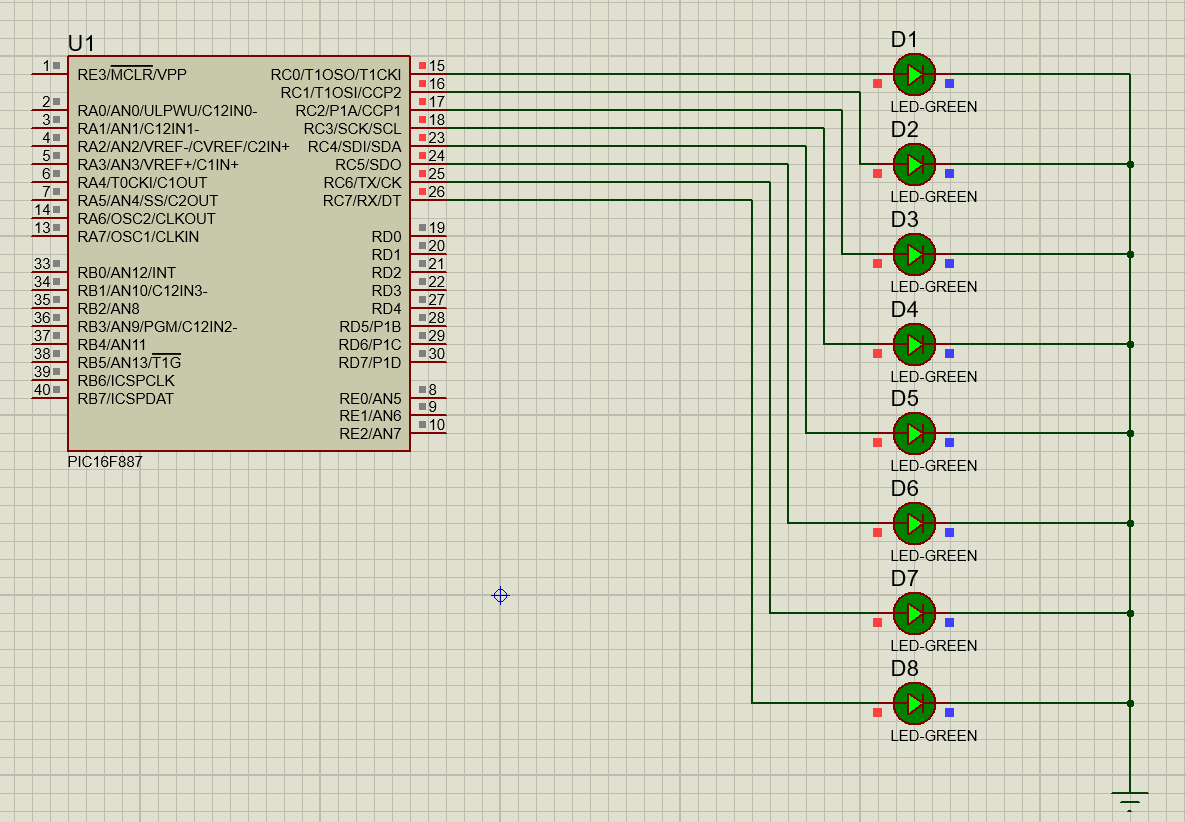 U1
1
RE3/MCLR/VPP
2
RA0/AN0/ULPWU/C12IN0-
3
RA1/AN1/C12IN1-
4
RA2/AN2/VREF-/CVREF/C2IN+
5
RA3/AN3/VREF+/C1IN+
6
RA4/T0CKI/C1OUT
7
RA5/AN4/SS/C2OUT
14
RA6/OSC2/CLKOUT
13
RA7/OSC1/CLKIN
33
RB0/AN12/INT
34
RB1/AN10/C12IN3-
35
RB2/AN8
36
RB3/AN9/PGM/C12IN2-
37
RB4/AN11
38
RB5/AN13/T1G
39
RB6/ICSPCLK
40
RB7/ICSPDAT
RC0/T1OSO/T1CKI
15
RC1/T1OSI/CCP2
16
RC2/P1A/CCP1
17
RC3/SCK/SCL
18
RC4/SDI/SDA
23
RC5/SDO
24
RC6/TX/CK
25
RC7/RX/DT
26
RD0
19
RD1
20
RD2
21
RD3
22
RD4
27
RD5/P1B
28
RD6/P1C
29
RD7/P1D
30
RE0/AN5
8
RE1/AN6
9
RE2/AN7
10
PIC16F887
D1
LED-GREEN
D2
LED-GREEN
D3
LED-GREEN
D4
LED-GREEN
D5
LED-GREEN
D6
LED-GREEN
D7
LED-GREEN
D8
LED-GREEN